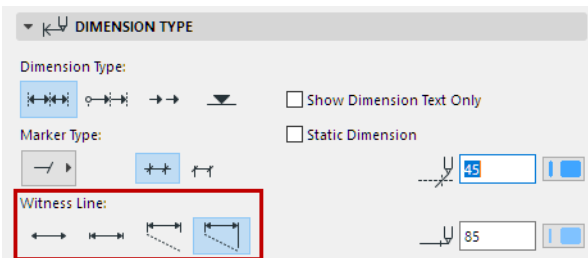 DIMENSION TYPE
Dimension Type:
Show Dimension Text Only
Marker Type:
Static Dimension
45
Witness Line:
85